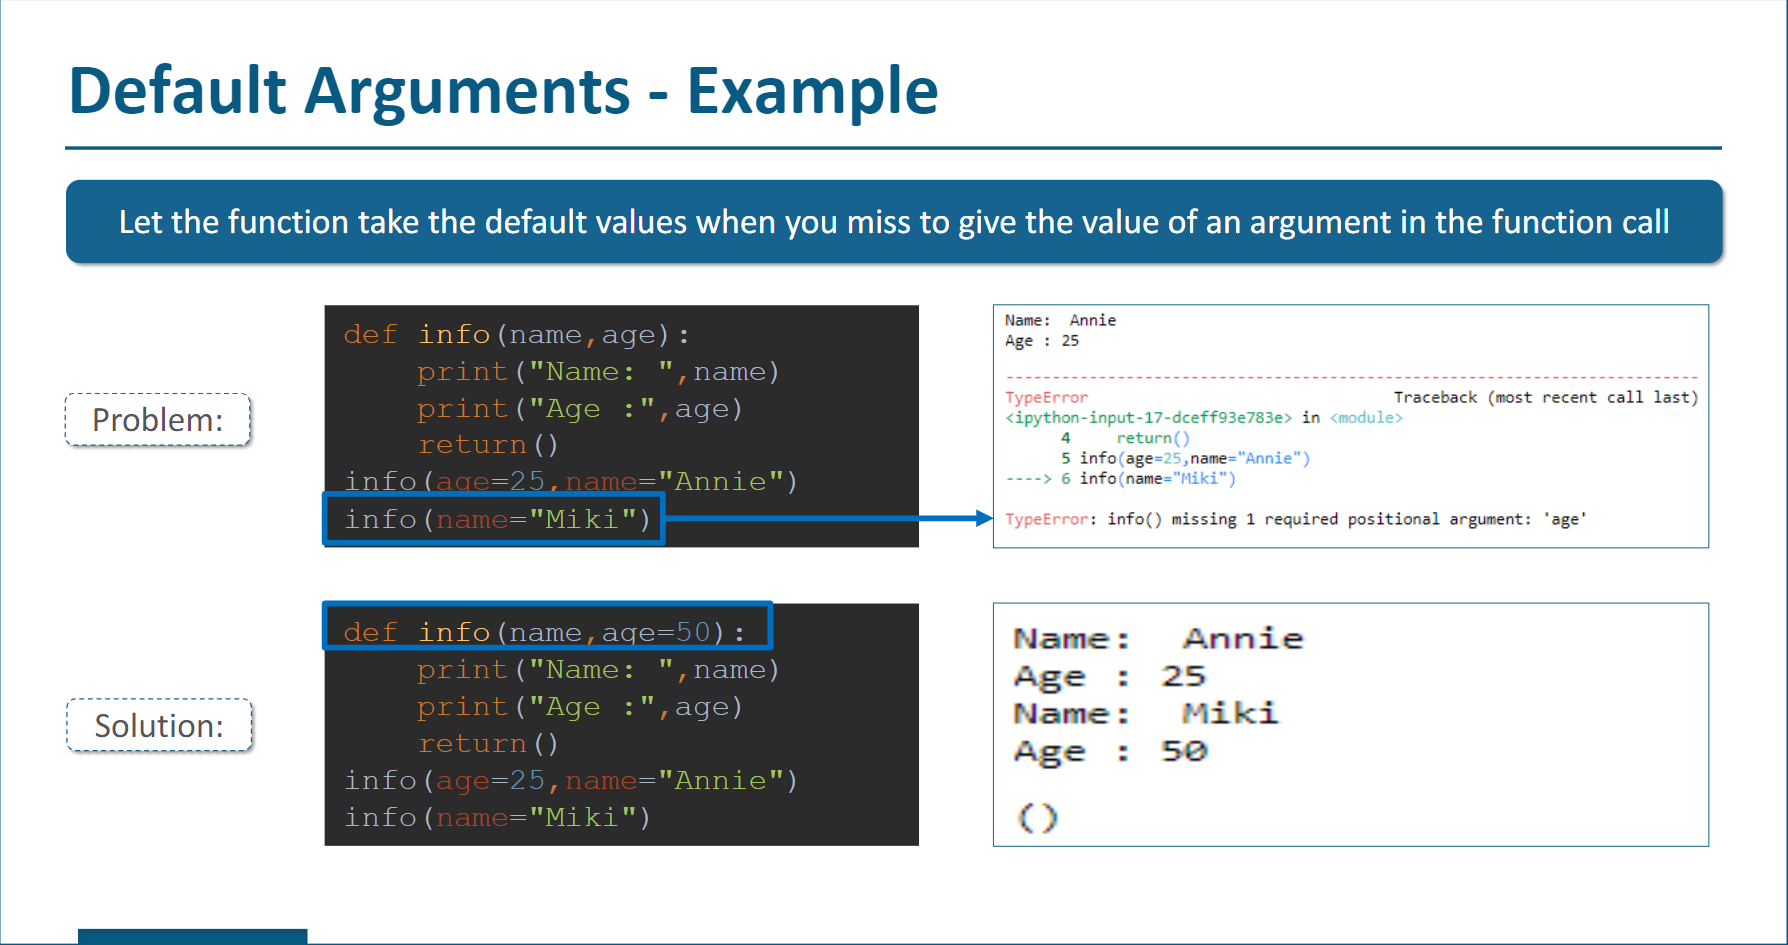 Default Arguments - Example
Let the function take the default values when you miss to give the value of an argument in the function call
Problem:
def info(name,age):
    print("Name: ",name)
    print("Age :",age)
    return()
info(age=25,name="Annie")
info(name="Miki")
Name:  Annie
Age : 25
---------------------------------------------------------------------------
TypeError                                 Traceback (most recent call last)
<ipython-input-17-dceff93e783e> in <module>
      4     return()
      5 info(age=25,name="Annie")
----> 6 info(name="Miki")
TypeError: info() missing 1 required positional argument: 'age'
Solution:
def info(name,age=50):
    print("Name: ",name)
    print("Age :",age)
    return()
info(age=25,name="Annie")
info(name="Miki")
Name:  Annie
Age : 25
Name:  Miki
Age : 50
()